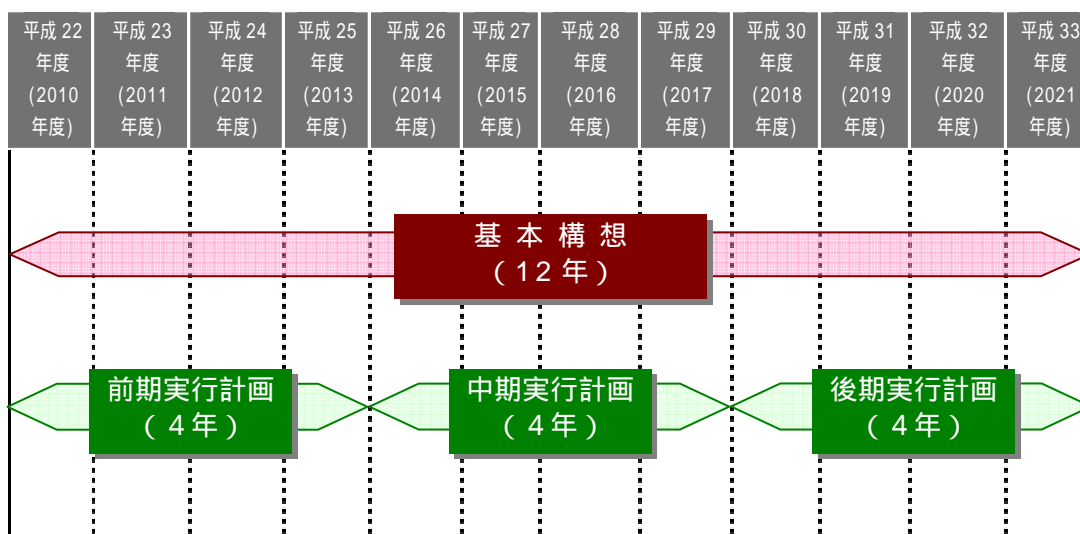 平成 22
年度
(2010
年度)
平成 23
年度
(2011
年度)
平成 24
年度
(2012
年度)
平成 25
年度
(2013
年度)
平成 26
年度
(2014
年度)
平成 27
年度
(2015
年度)
平成 28
年度
(2016
年度)
平成 29
年度
(2017
年度)
平成 30
年度
(2018
年度)
平成 31
年度
(2019
年度)
平成 32
年度
(2020
年度)
平成 33
年度
(2021
年度)
基 本 構 想
（12 年）
前期実行計画
（４年）
中期実行計画
（４年）
後期実行計画
（４年）